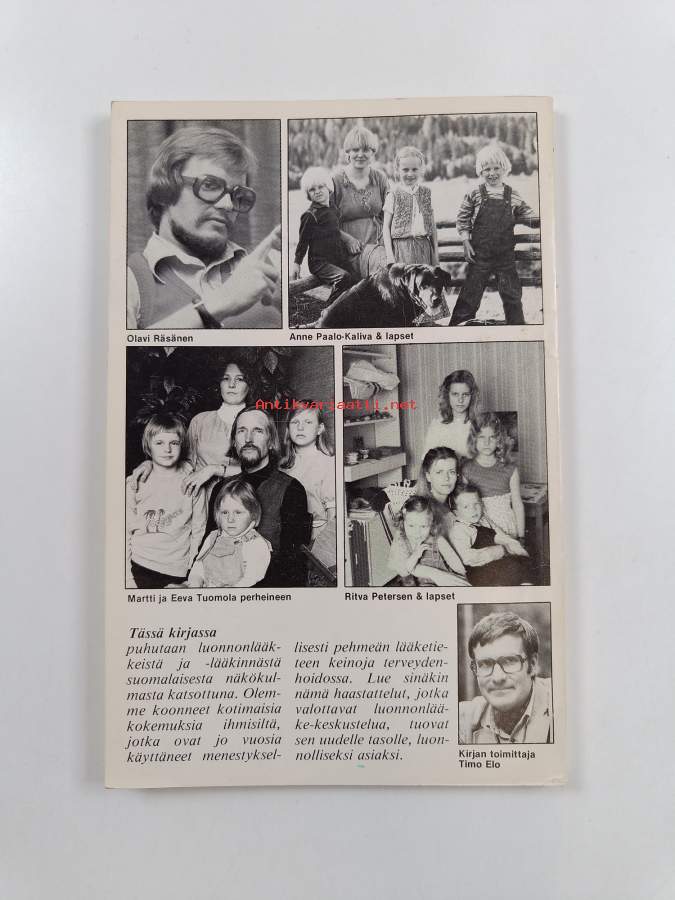 Olavi Räsänen
Anne Paalo-Kaliva & lapset
Antikvariaatti.net
Martti ja Eeva Tuomola perheineen
Ritva Petersen & lapset
Tässä kirjassa
puhutaan luonnonlääk-
keistä ja -lääkinnästä
suomalaisesta näkökul-
masta katsottuna. Olem-
me koonneet kotimaisia
kokemuksia ihmisiltä,
jotka ovat jo vuosia
käyttäneet menestyksel-
lisesti pehmeän lääketie-
teen keinoja terveyden-
hoidossa. Lue sinäkin
nämä haastattelut, jotka
valottavat luonnonlää-
ke-keskustelua, tuovat
sen uudelle tasolle, luon-
nolliseksi asiaksi.
Kirjan toimittaja
Timo Elo